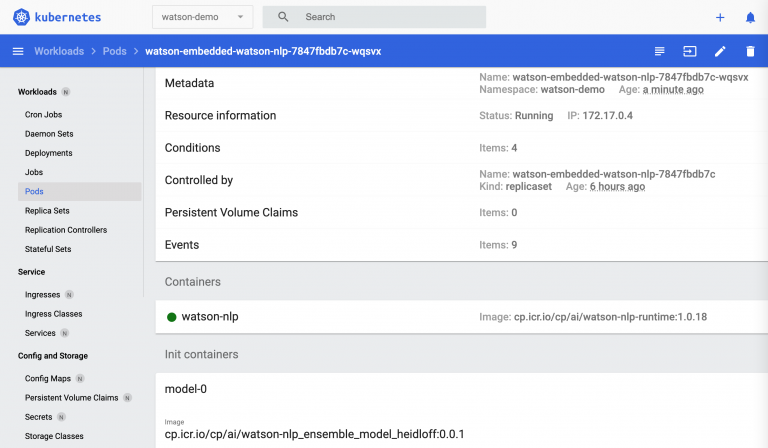 kubernetes
watson-demo
Search
Workloads > Pods > watson-embedded-watson-nlp-7847fbdb7c-wqsvx
Workloads N
Cron Jobs
Daemon Sets
Deployments
Jobs
Pods
Replica Sets
Replication Controllers
Stateful Sets
Service
Ingresses N
Ingress Classes
Services N
Config and Storage
Config Maps N
Persistent Volume Claims N
Secrets N
Storage Classes
Metadata
Name: watson-embedded-watson-nlp-7847fbdb7c-wqsvx
Namespace: watson-demo Age: a minute ago
Resource information
Status: Running IP: 172.17.0.4
Conditions
Items: 4
Controlled by
Name: watson-embedded-watson-nlp-7847fbdb7c
Kind: replicaset Age: 6 hours ago
Persistent Volume Claims
Items: 0
Events
Items: 9
Containers
watson-nlp
Image: cp.icr.io/cp/ai/watson-nlp-runtime:1.0.18
Init containers
model-0
Image
cp.icr.io/cp/ai/watson-nlp_ensemble_model_heidloff:0.0.1